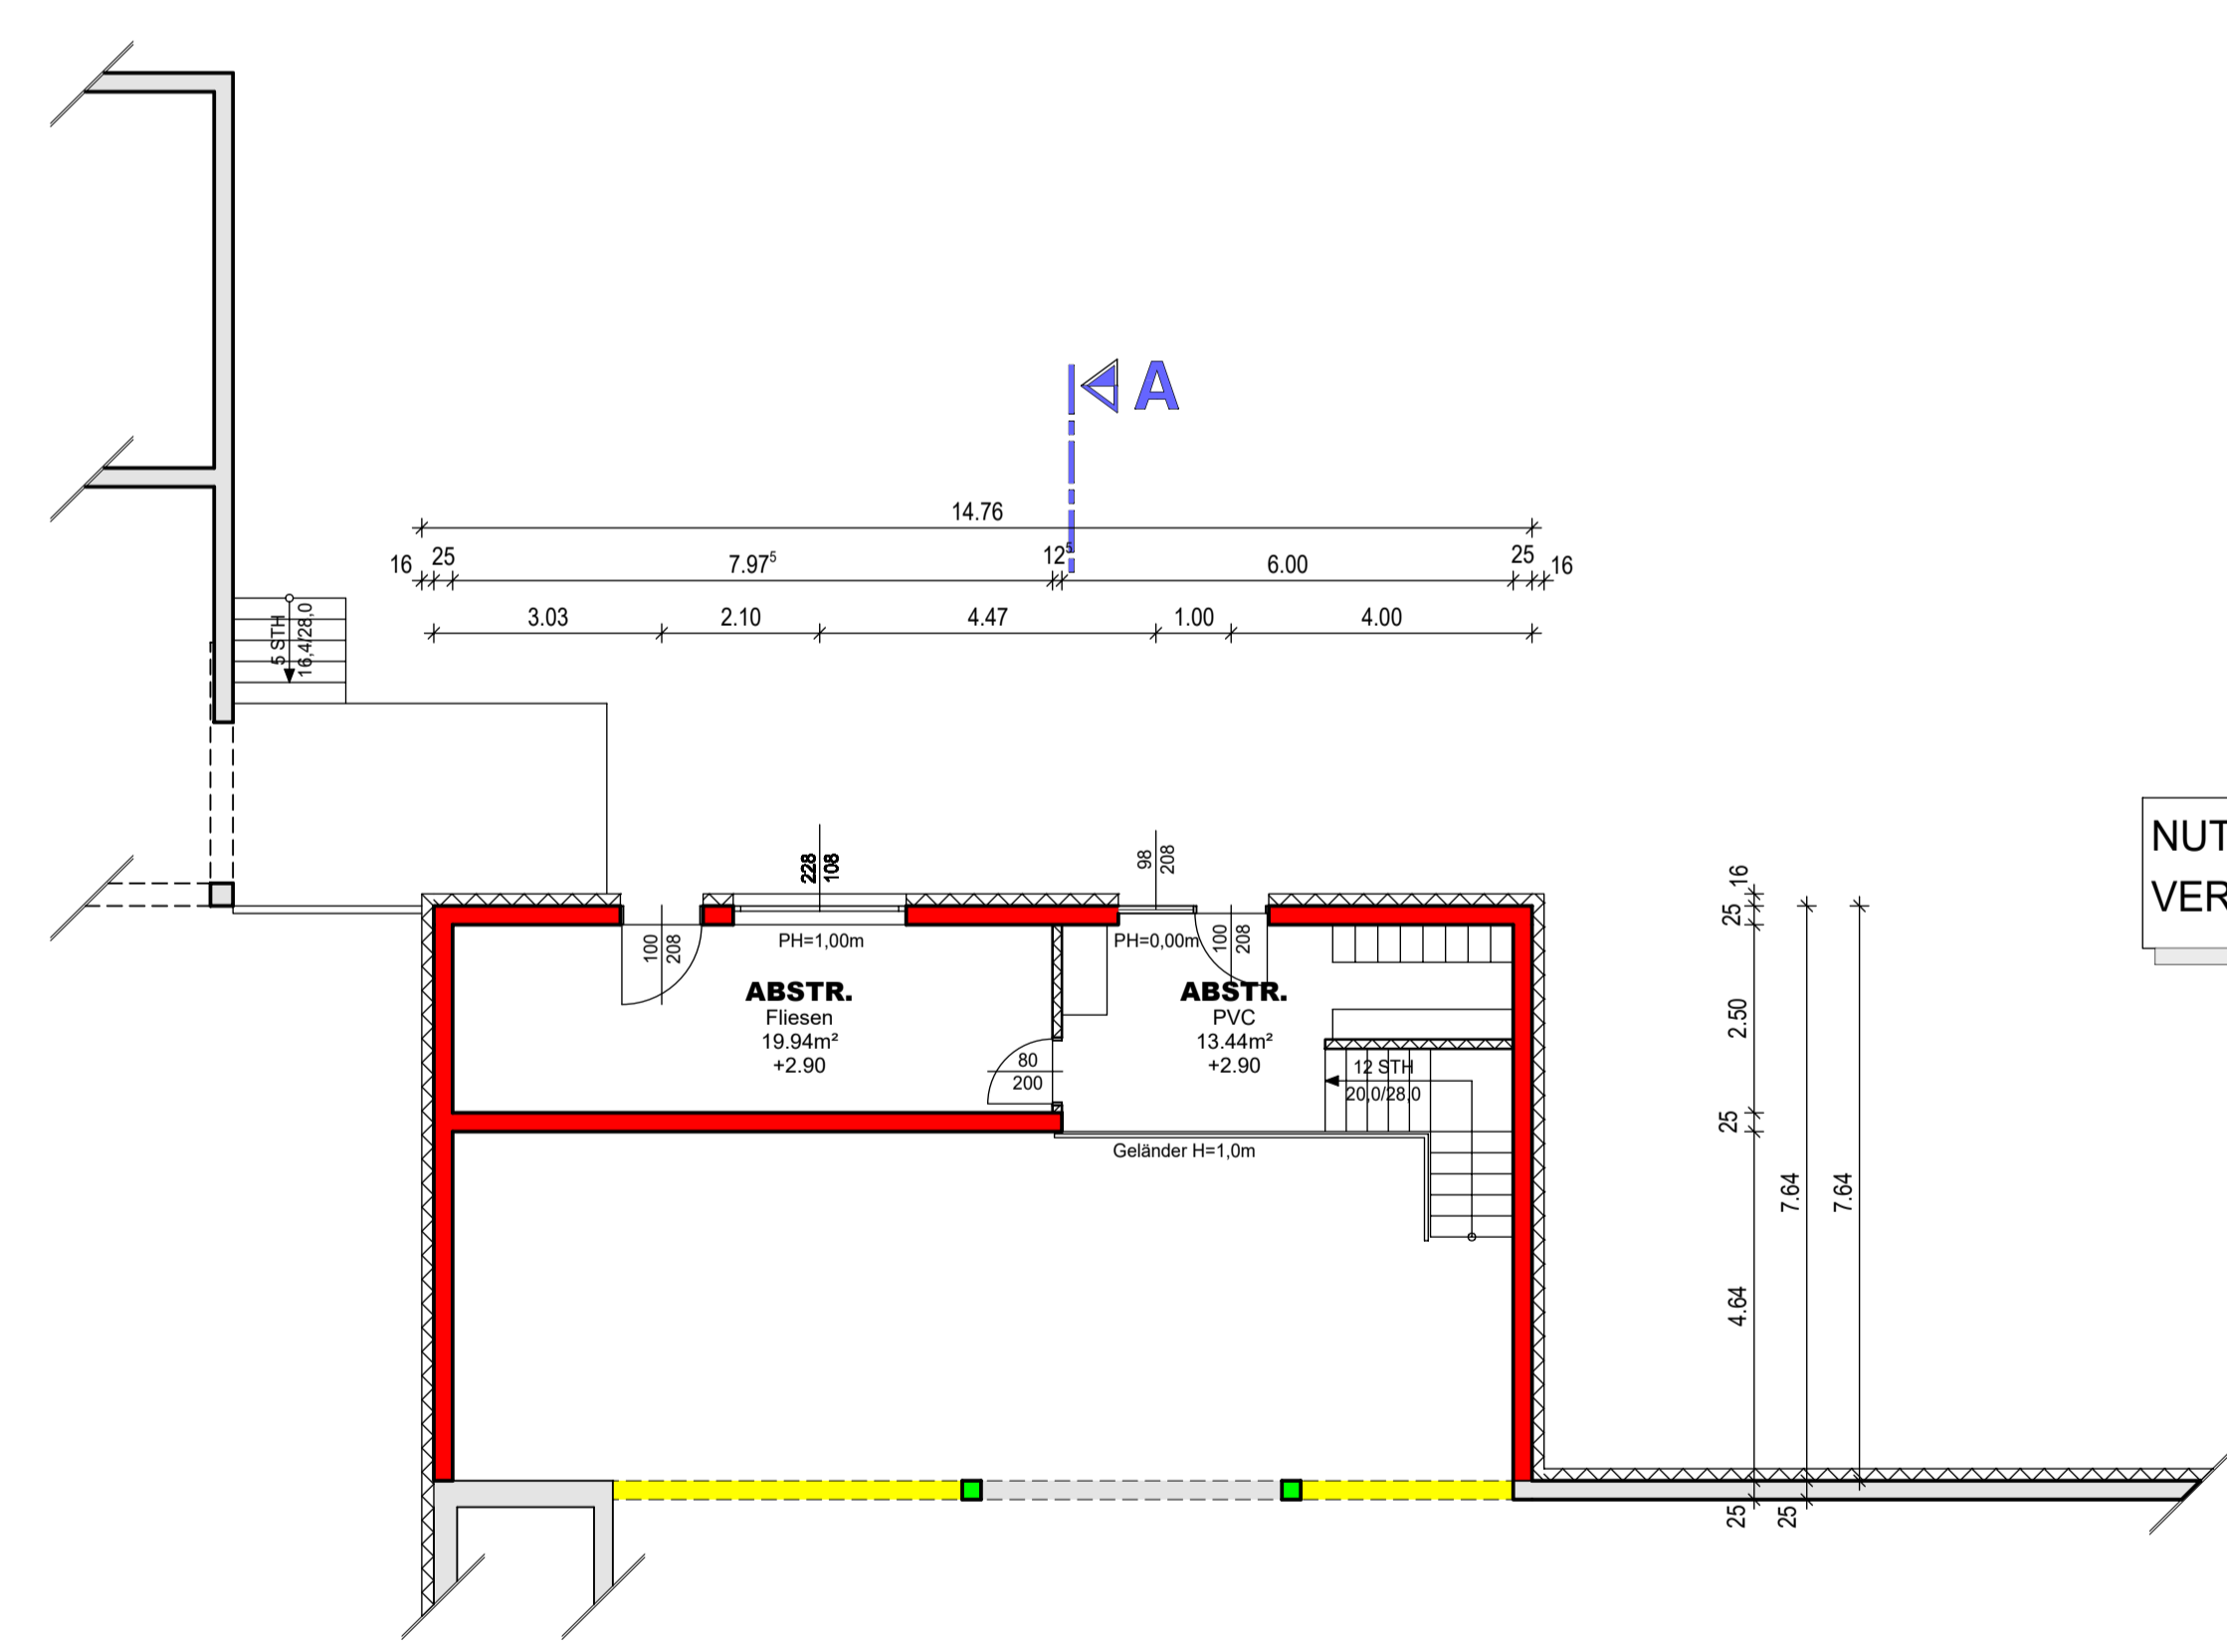 A
14.76
16 25 7.97⁵ 12⁵ 6.00 25 16
3.03 2.10 4.47 1.00 4.00
5 STH
16,4/28,0
228
108
98
208
NUT
VER
16
25
2.50
25
4.64
7.64
7.64
25
25
PH=1,00m
PH=0,00m
100
208
100
208
ABSTR.
Fliesen
19.94m²
+2.90
ABSTR.
PVC
13.44m²
+2.90
80
200
12 STH
20,0/28,0
Geländer H=1,0m